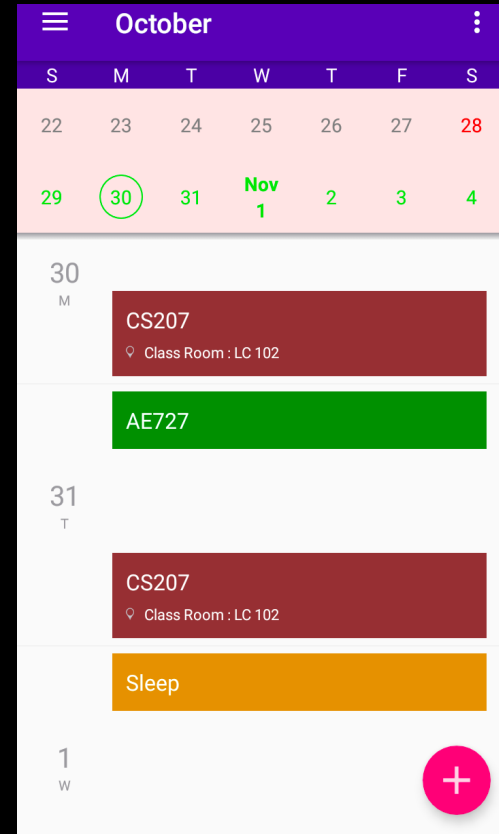 October
S M T W T F S
22 23 24 25 26 27 28
29 30 31 Nov 1 2 3 4
30
M
CS207
Class Room : LC 102
AE727
31
T
CS207
Class Room : LC 102
Sleep
1
W